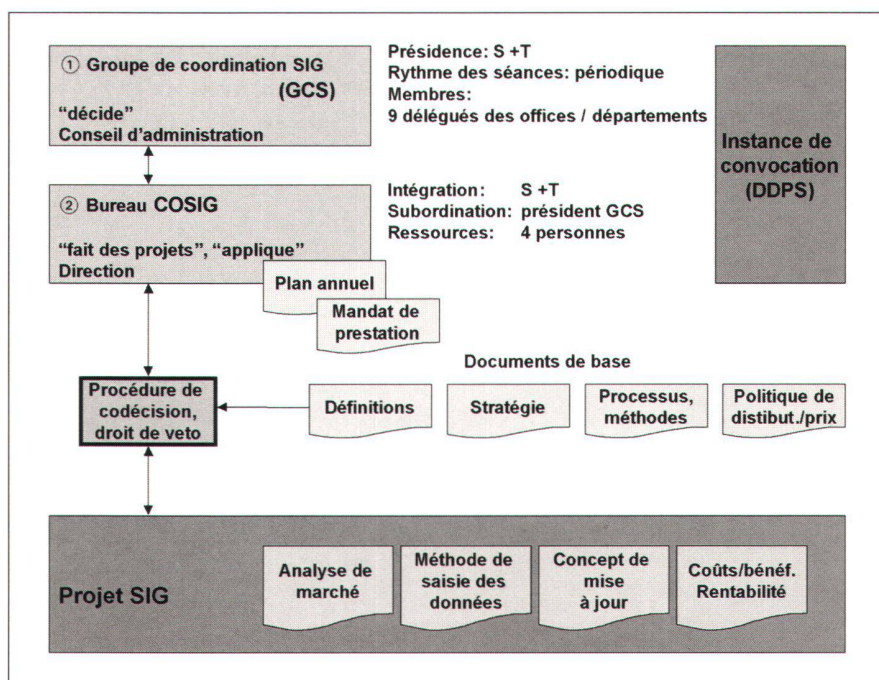 ① Groupe de coordination SIG
(GCS)
“décide”
Conseil d’administration
Présidence: S +T
Rythme des séances: périodique
Membres:
9 délégués des offices / départements
Instance de
convocation
(DDPS)
② Bureau COSIG
“fait des projets”, “applique”
Direction
Intégration: S +T
Subordination: président GCS
Ressources: 4 personnes
Plan annuel
Mandat de
prestation
Documents de base
Procédure de
codécision,
droit de veto
Définitions
Stratégie
Processus,
méthodes
Politique de
distibut./prix
Projet SIG
Analyse de
marché
Méthode de
saisie des
données
Concept de
mise
à jour
Coûts/bénéf.
Rentabilité